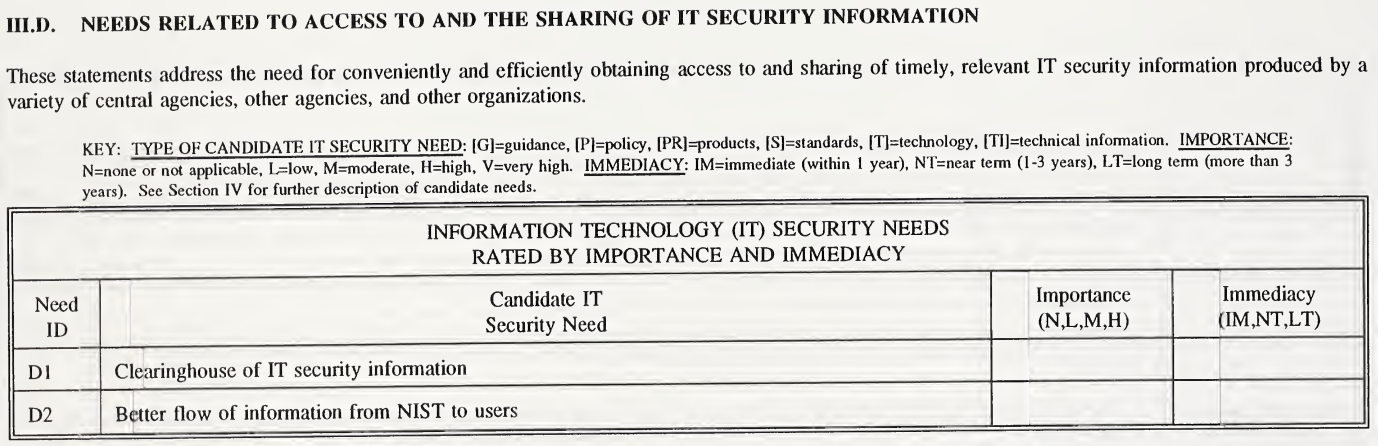 III.D. NEEDS RELATED TO ACCESS TO AND THE SHARING OF IT SECURITY INFORMATION
These statements address the need for conveniently and efficiently obtaining access to and sharing of timely, relevant IT security information produced by a
variety of central agencies, other agencies, and other organizations.
KEY: TYPE OF CANDIDATE IT SECURITY NEED: [G]=guidance, [P]=policy, [PR]=products, [S]=standards, [T]=technology, [TI]=technical information. IMPORTANCE:
N=none or not applicable, L=low, M=moderate, H=high, V=very high. IMMEDIACY: IM=immediate (within 1 year), NT=near term (1-3 years), LT=long term (more than 3
years). See Section IV for further description of candidate needs.
INFORMATION TECHNOLOGY (IT) SECURITY NEEDS
RATED BY IMPORTANCE AND IMMEDIACY
Need Candidate IT Importance Immediacy
ID Security Need (N,L,M,H) (IM,NT,LT)
D1 Clearinghouse of IT security information
D2 Better flow of information from NIST to users